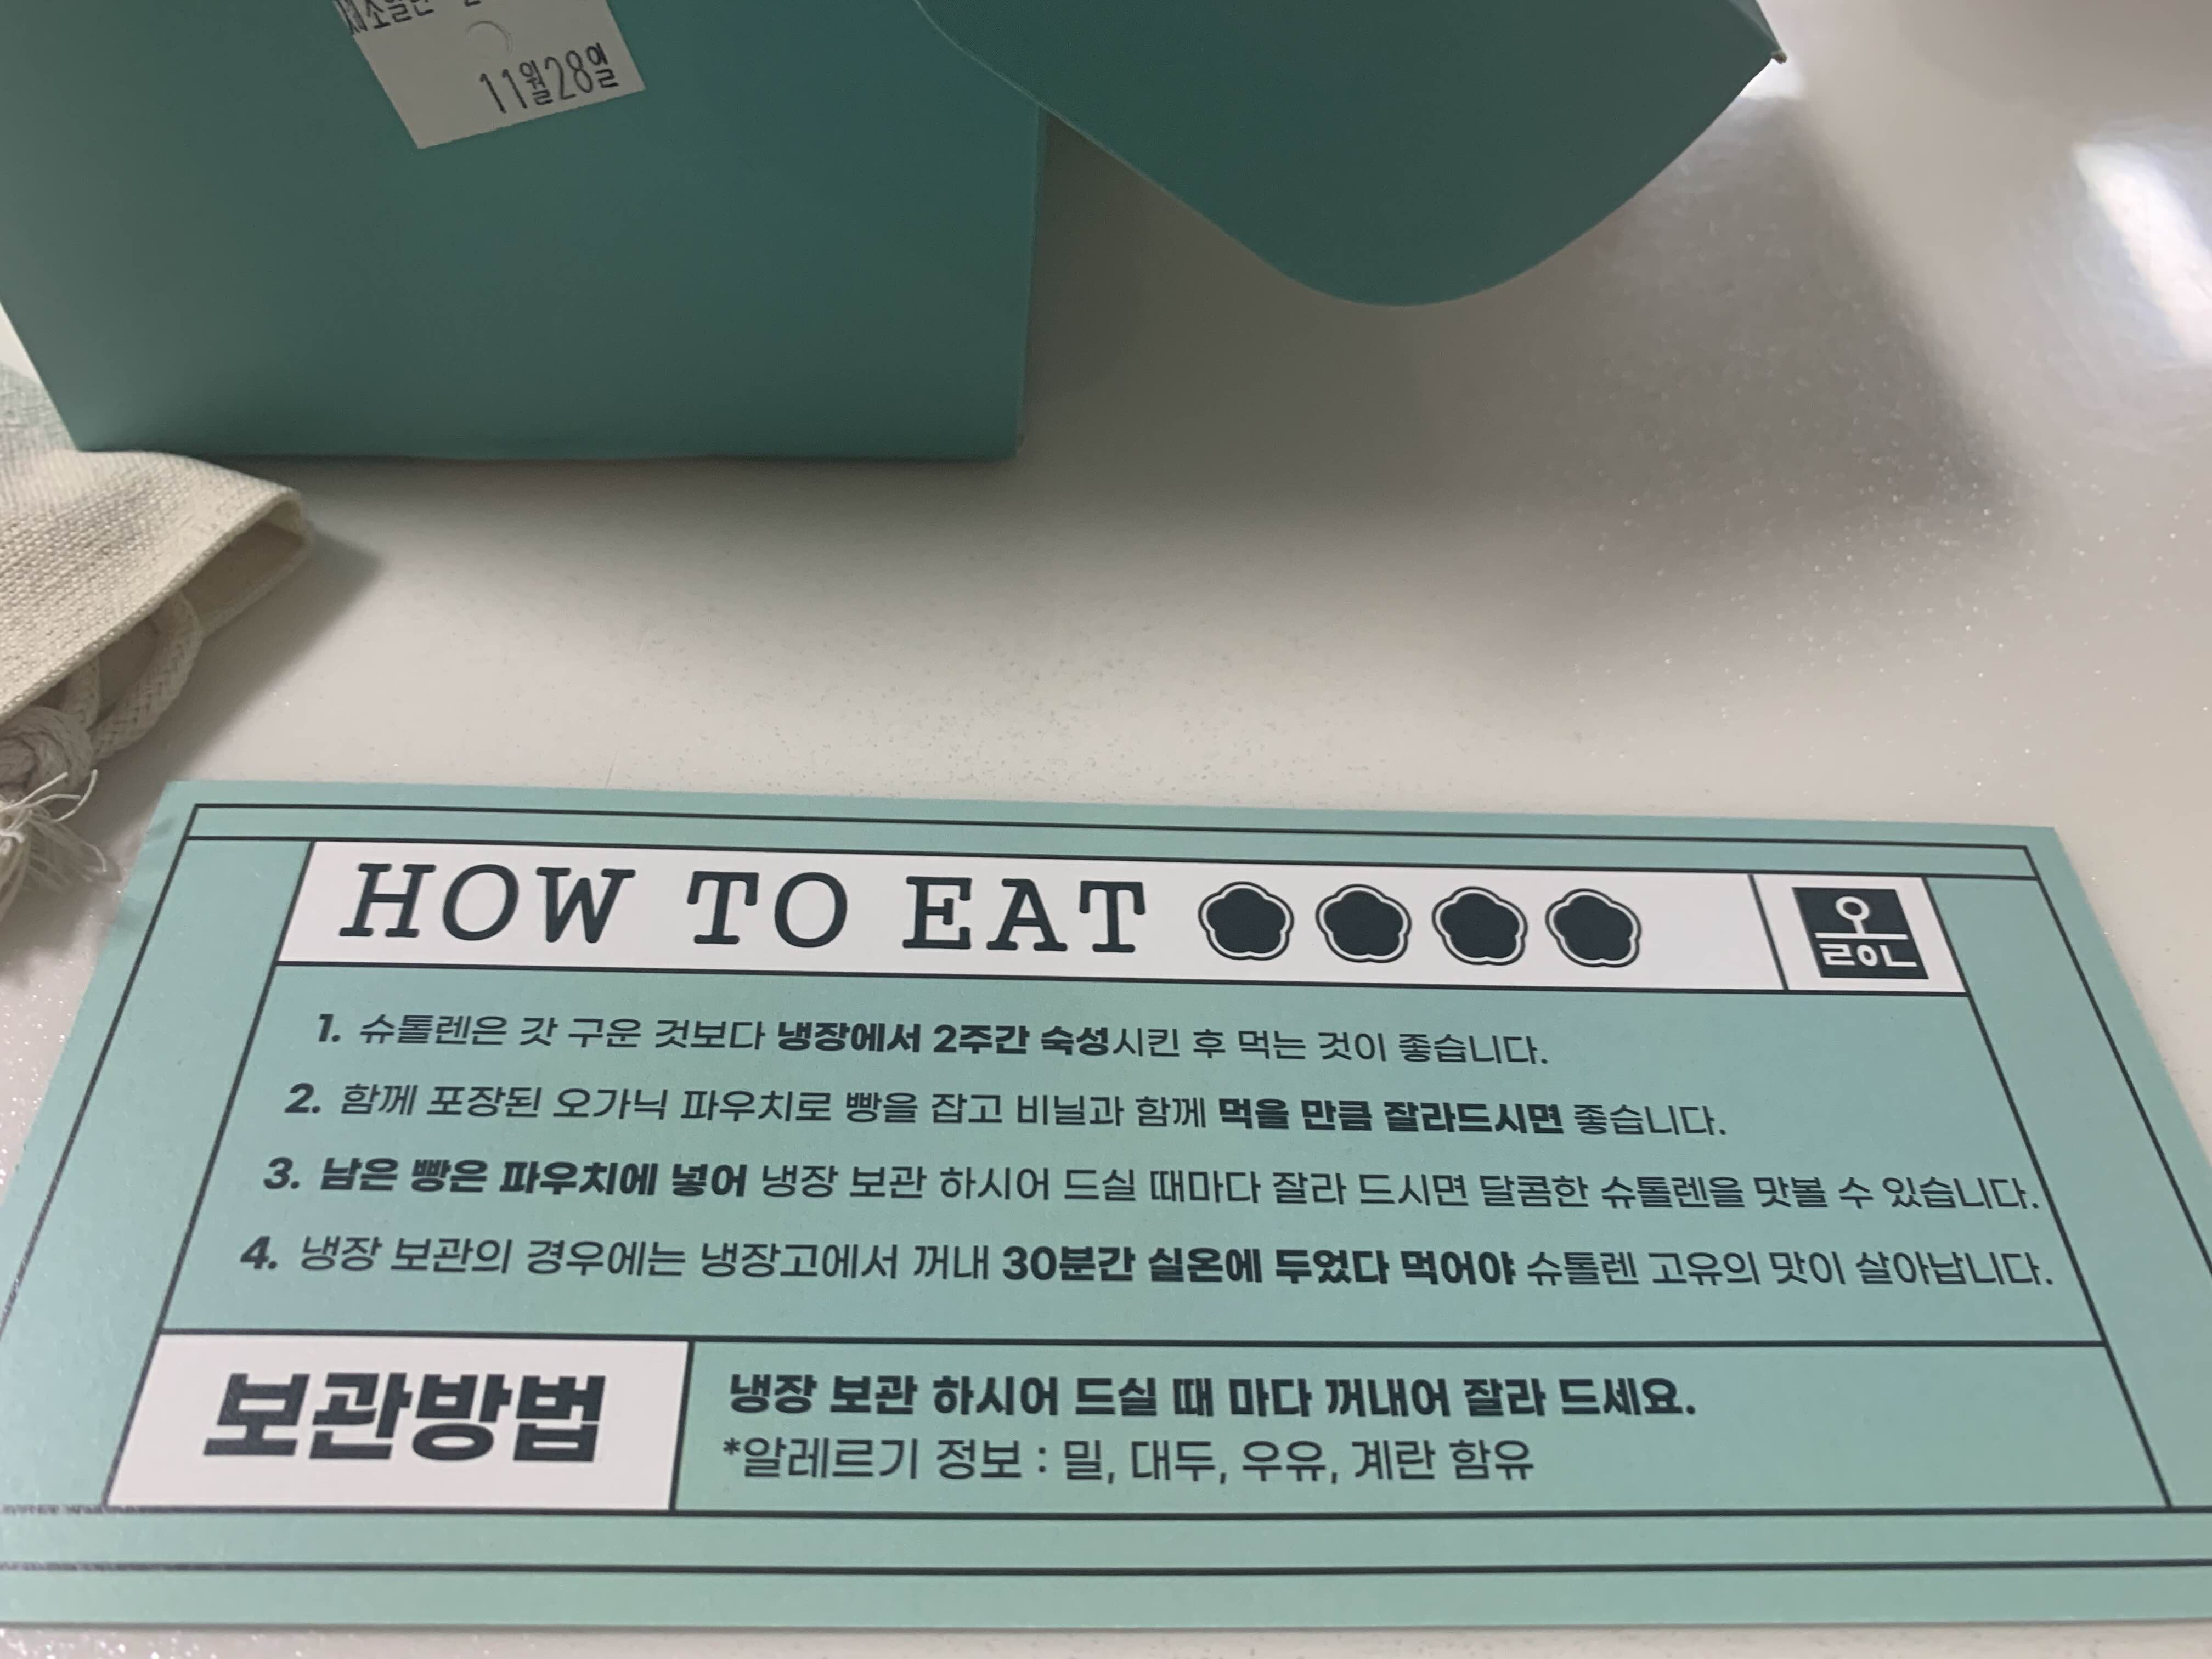 11월28일
HOW TO EAT
오
ㄹ이ㄴ
1. 슈톨렌은 갓 구운 것보다 냉장에서 2주간 숙성시킨 후 먹는 것이 좋습니다.
2. 함께 포장된 오가닉 파우치로 빵을 잡고 비닐과 함께 먹을 만큼 잘라드시면 좋습니다.
3. 남은 빵은 파우치에 넣어 냉장 보관 하시어 드실 때마다 잘라 드시면 달콤한 슈톨렌을 맛볼 수 있습니다.
4. 냉장 보관의 경우에는 냉장고에서 꺼내 30분간 실온에 두었다 먹어야 슈톨렌 고유의 맛이 살아납니다.
보관방법
냉장 보관 하시어 드실 때 마다 꺼내어 잘라 드세요.
*알레르기 정보 : 밀, 대두, 우유, 계란 함유